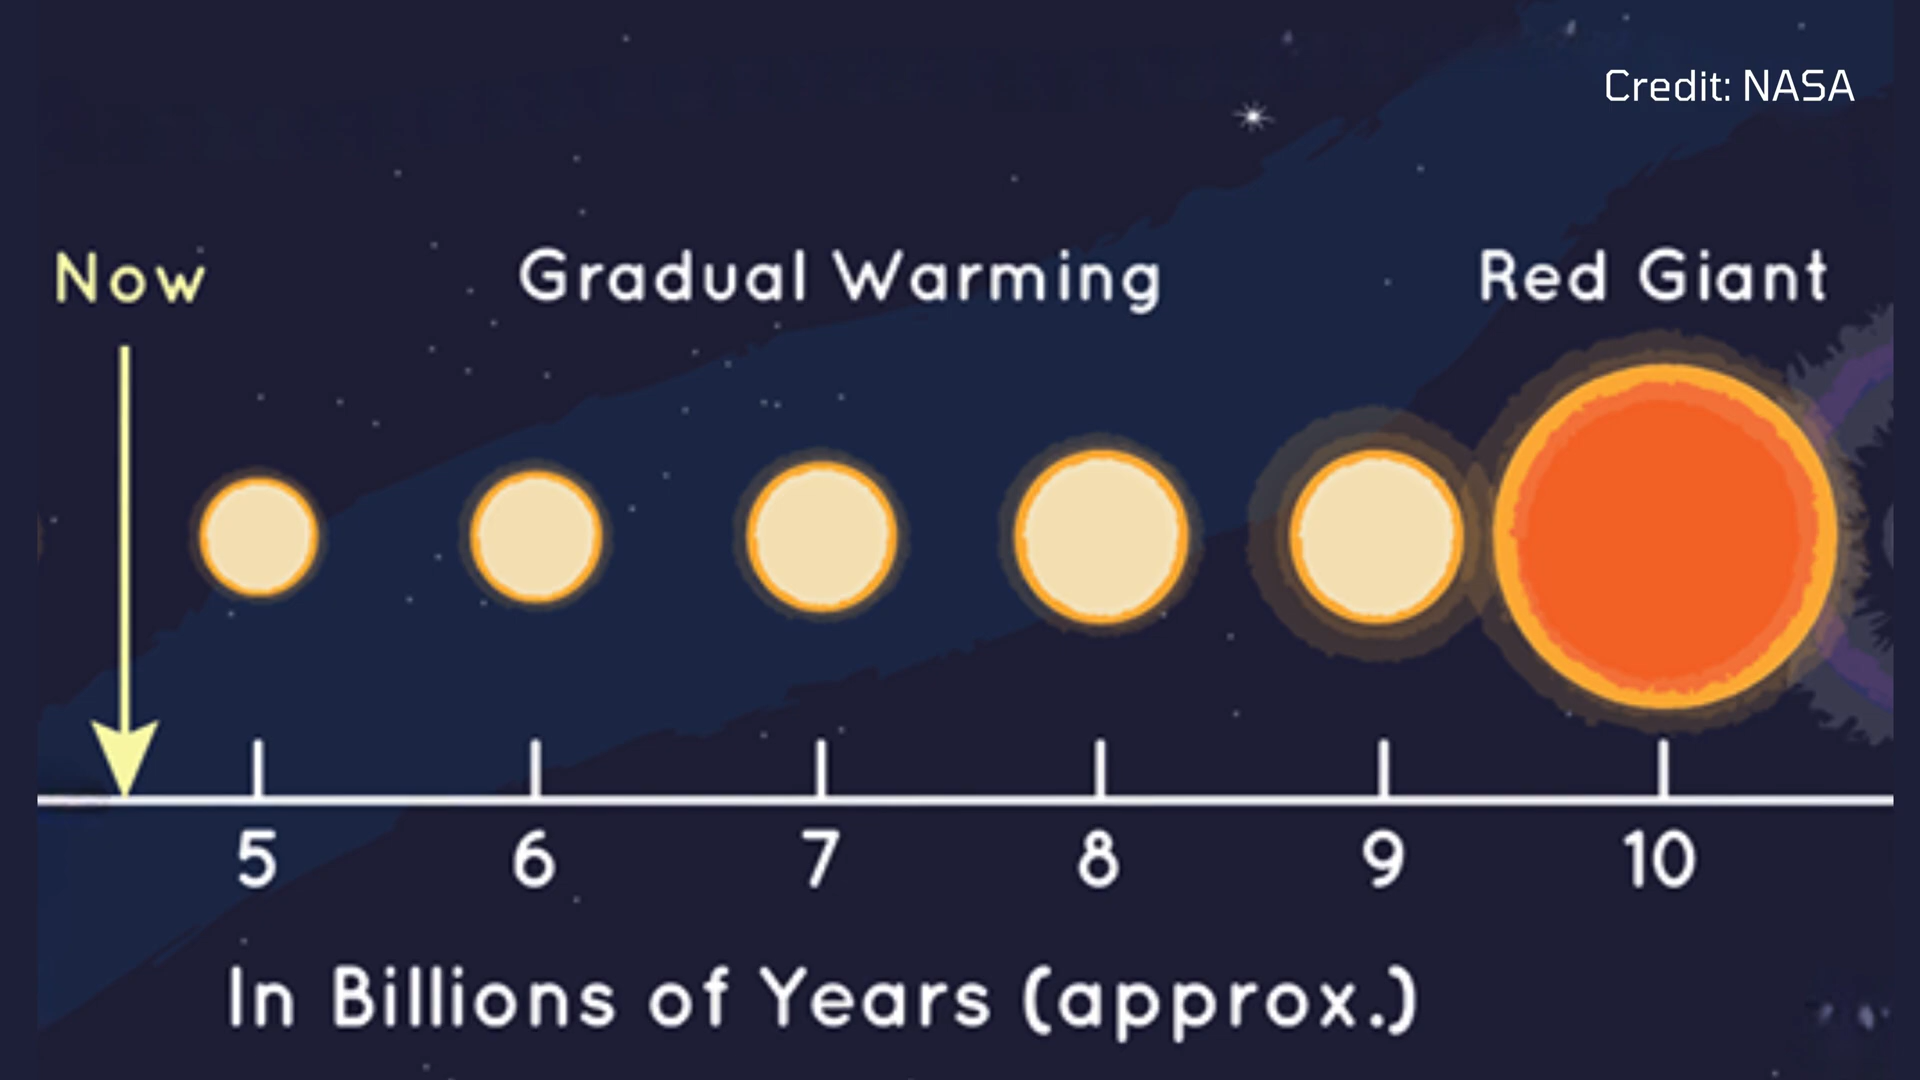 Credit: NASA
Now
Gradual Warming
Red Giant
5 6 7 8 9 10
In Billions of Years (approx.)